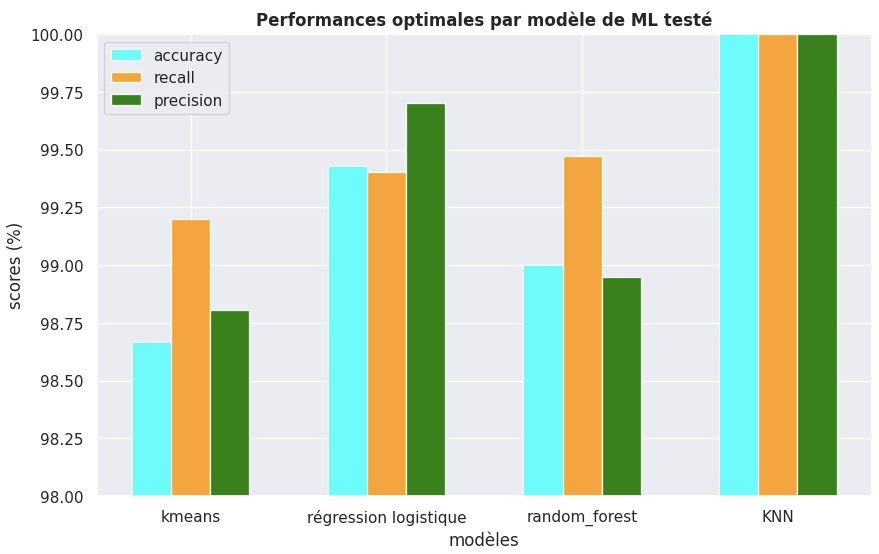 Performances optimales par modèle de ML testé
accuracy
recall
precision
scores (%)
100.00
99.75
99.50
99.25
99.00
98.75
98.50
98.25
98.00
kmeans
régression logistique
random_forest
KNN
modèles